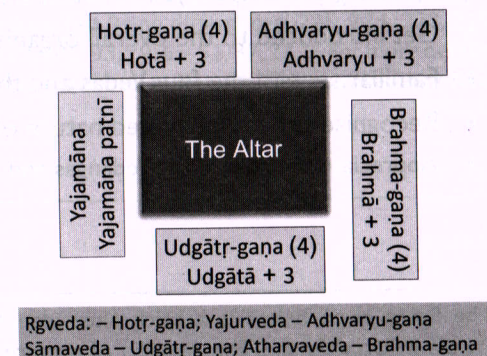 Hotṛ-gaṇa (4)
Hotā + 3
Adhvaryu-gaṇa (4)
Adhvaryu + 3
Yajamāna
Yajamāna patnī
The Altar
Brahma-gaṇa (4)
Brahmā + 3
Udgātṛ-gaṇa (4)
Udgātā + 3
Ṛgveda: – Hotṛ-gaṇa; Yajurveda – Adhvaryu-gaṇa
Sāmaveda – Udgātṛ-gaṇa; Atharvaveda – Brahma-gaṇa